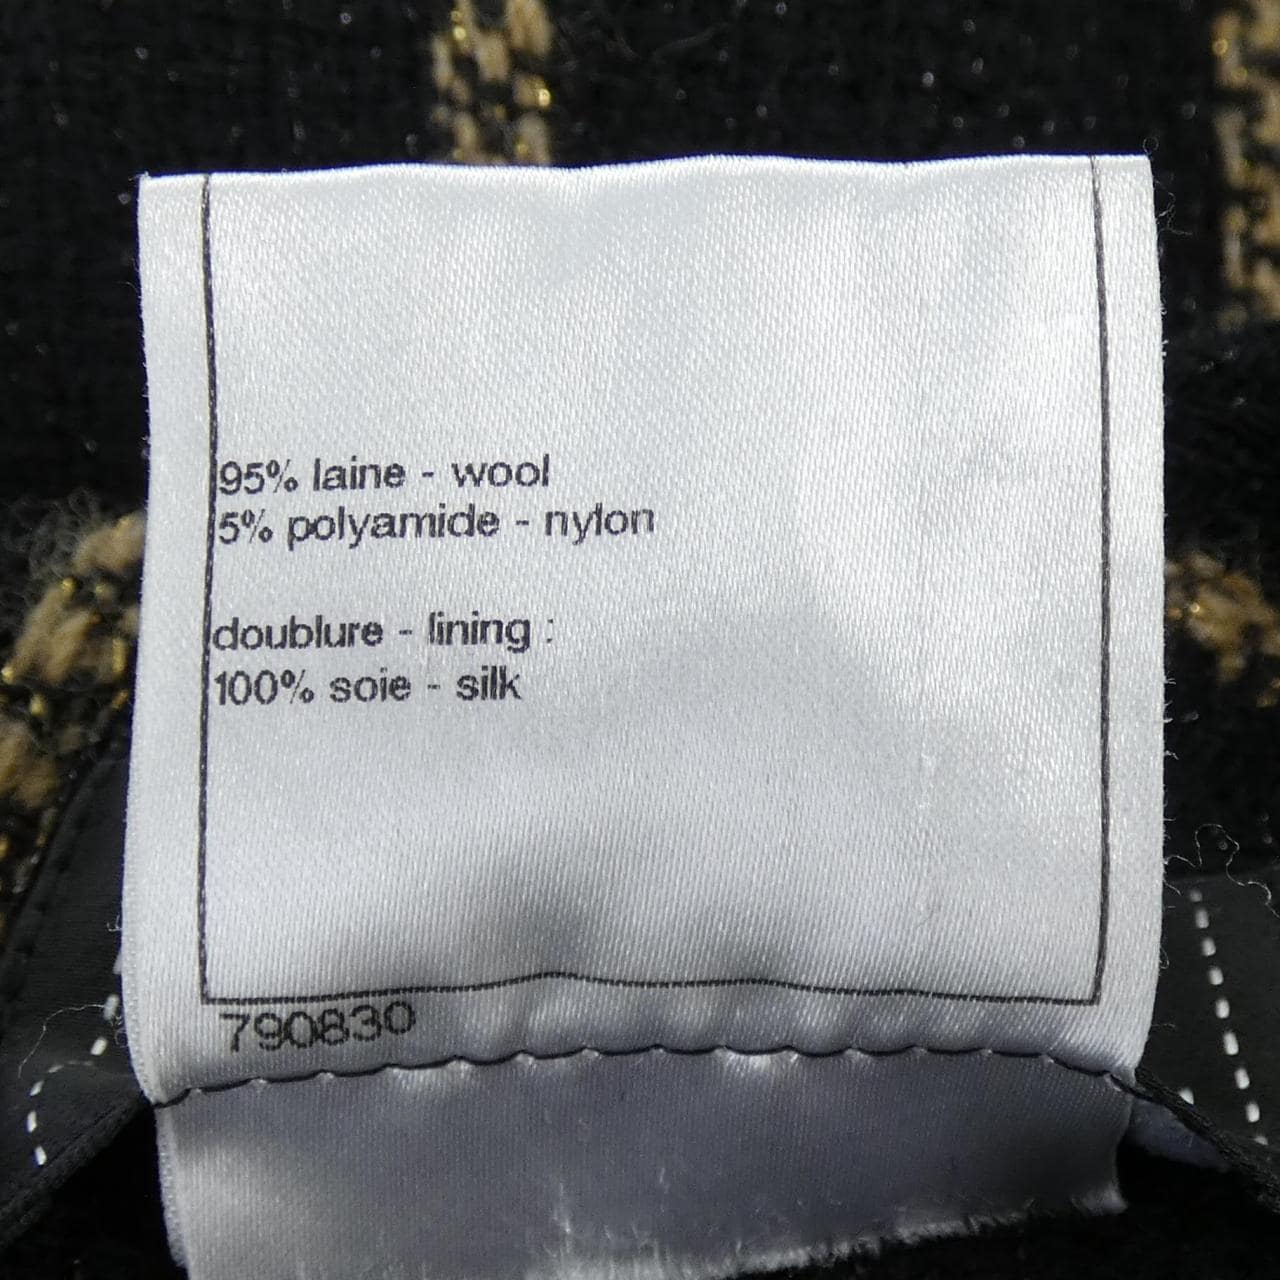 95% laine - wool
5% polyamide - nylon
doublure - lining :
100% soie - silk
790830